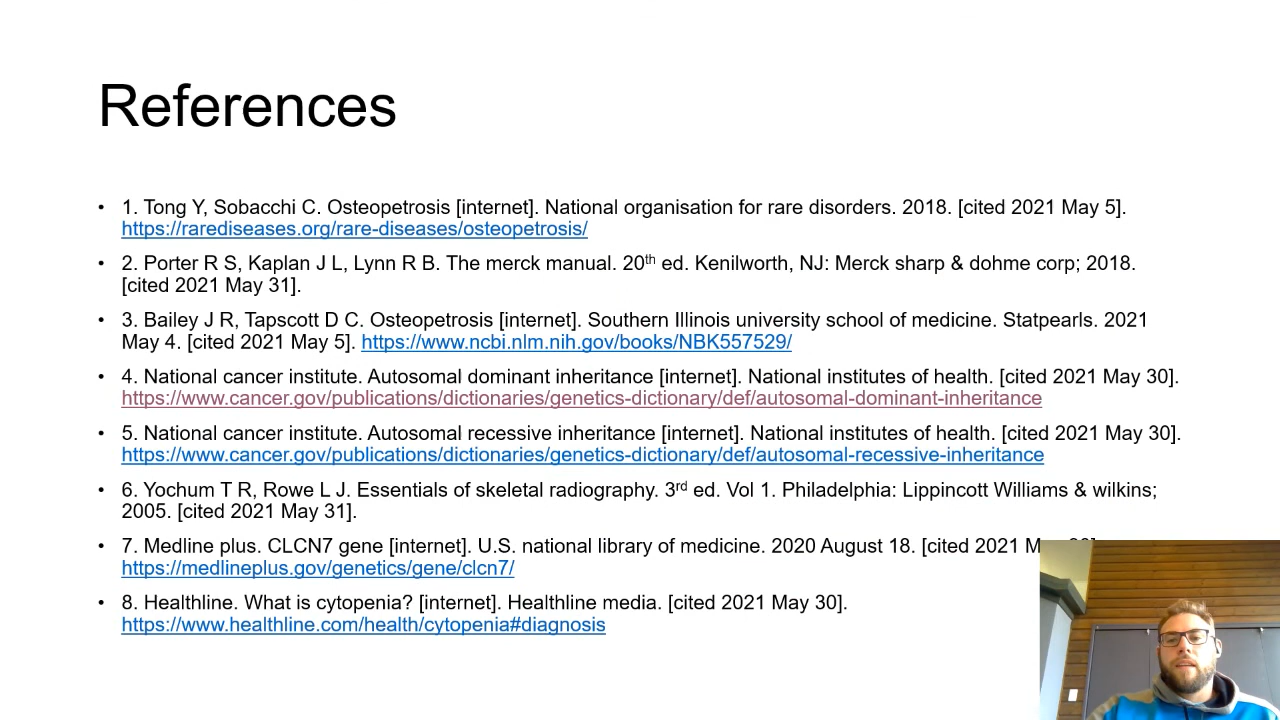 References
• 1. Tong Y, Sobacchi C. Osteopetrosis [internet]. National organisation for rare disorders. 2018. [cited 2021 May 5].
https://rarediseases.org/rare-diseases/osteopetrosis/
• 2. Porter R S, Kaplan J L, Lynn R B. The merck manual. 20th ed. Kenilworth, NJ: Merck sharp & dohme corp; 2018.
[cited 2021 May 31].
• 3. Bailey J R, Tapscott D C. Osteopetrosis [internet]. Southern Illinois university school of medicine. Statpearls. 2021
May 4. [cited 2021 May 5]. https://www.ncbi.nlm.nih.gov/books/NBK557529/
• 4. National cancer institute. Autosomal dominant inheritance [internet]. National institutes of health. [cited 2021 May 30].
https://www.cancer.gov/publications/dictionaries/genetics-dictionary/def/autosomal-dominant-inheritance
• 5. National cancer institute. Autosomal recessive inheritance [internet]. National institutes of health. [cited 2021 May 30].
https://www.cancer.gov/publications/dictionaries/genetics-dictionary/def/autosomal-recessive-inheritance
• 6. Yochum T R, Rowe L J. Essentials of skeletal radiography. 3rd ed. Vol 1. Philadelphia: Lippincott Williams & wilkins;
2005. [cited 2021 May 31].
• 7. Medline plus. CLCN7 gene [internet]. U.S. national library of medicine. 2020 August 18. [cited 2021
https://medlineplus.gov/genetics/gene/clcn7/
• 8. Healthline. What is cytopenia? [internet]. Healthline media. [cited 2021 May 30].
https://www.healthline.com/health/cytopenia#diagnosis